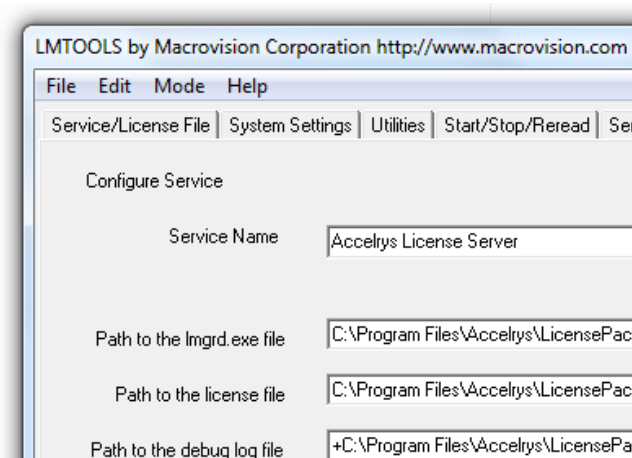 LMTOOLS by Macrovision Corporation http://www.macrovision.com
File Edit Mode Help
Service/License File System Settings Utilities Start/Stop/Reread
Configure Service
Service Name Accelrys License Server
Path to the lmgrd.exe file C:\Program Files\Accelrys\LicensePac
Path to the license file C:\Program Files\Accelrys\LicensePac
Path to the debug log file +C:\Program Files\Accelrys\LicensePa